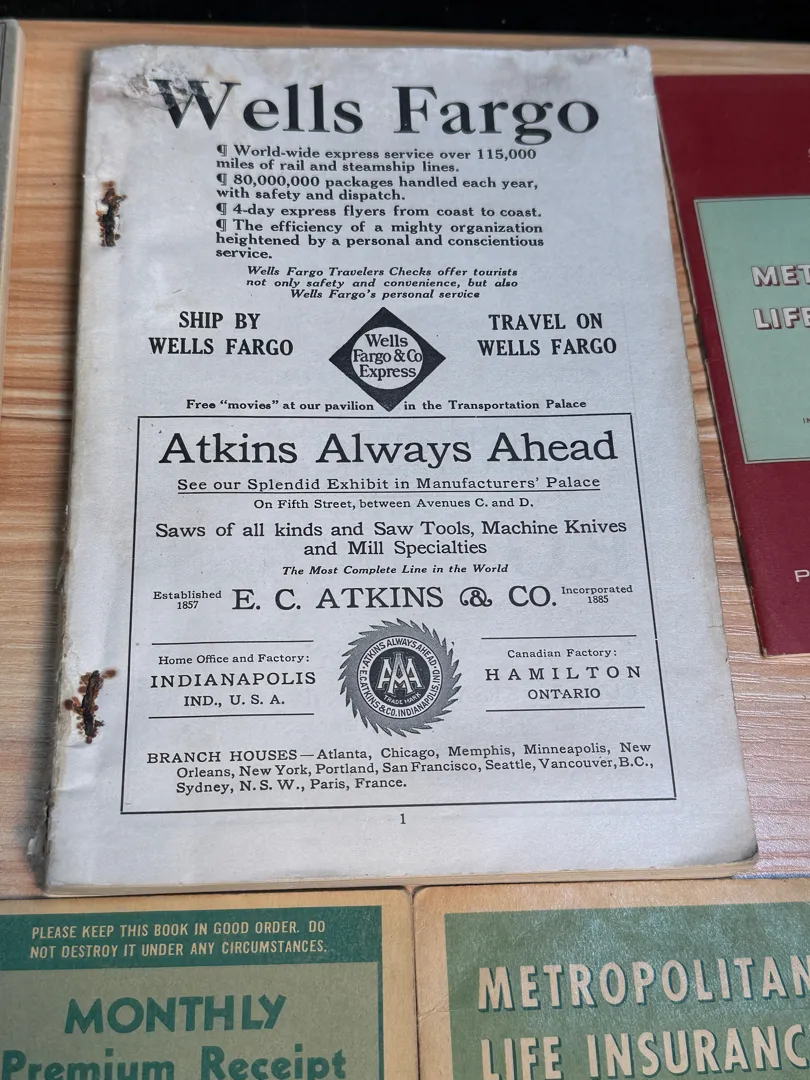 Wells Fargo
¶ World-wide express service over 115,000
miles of rail and steamship lines.
¶ 80,000,000 packages handled each year,
with safety and dispatch.
¶ 4-day express flyers from coast to coast.
¶ The efficiency of a mighty organization
heightened by a personal and conscientious
service.
Wells Fargo Travelers Checks offer tourists
not only safety and convenience, but also
Wells Fargo's personal service
SHIP BY
WELLS FARGO
Wells
Fargo & Co
Express
TRAVEL ON
WELLS FARGO
Free "movies" at our pavilion in the Transportation Palace
Atkins Always Ahead
See our Splendid Exhibit in Manufacturers' Palace
On Fifth Street, between Avenues C. and D.
Saws of all kinds and Saw Tools, Machine Knives
and Mill Specialties
The Most Complete Line in the World
Established
1857
E. C. ATKINS & CO.
Incorporated
1885
Home Office and Factory:
INDIANAPOLIS
IND., U. S. A.
ATKINS ALWAYS AHEAD
AAA
TRADE MARK
E.C. ATKINS & CO. INDIANAPOLIS, IND.
Canadian Factory:
HAMILTON
ONTARIO
BRANCH HOUSES—Atlanta, Chicago, Memphis, Minneapolis, New
Orleans, New York, Portland, San Francisco, Seattle, Vancouver, B.C.,
Sydney, N. S. W., Paris, France.
1
MET
LIFE
P
PLEASE KEEP THIS BOOK IN GOOD ORDER. DO
NOT DESTROY IT UNDER ANY CIRCUMSTANCES.
MONTHLY
Premium Receipt
METROPOLITAN
LIFE INSURANC